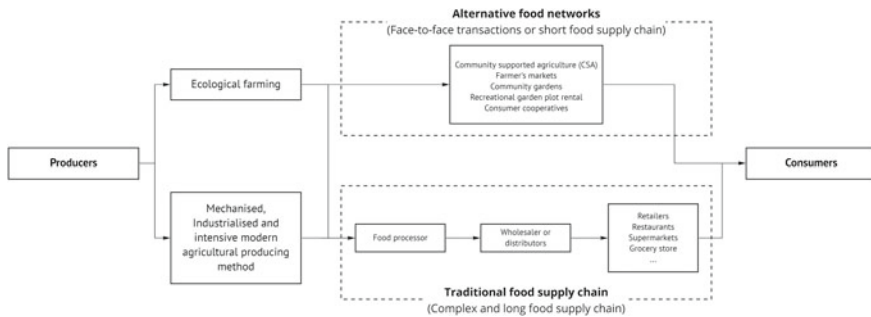 Alternative food networks
(Face-to-face transactions or short food supply chain)
Community supported agriculture (CSA)
Farmer's markets
Community gardens
Recreational garden plot rental
Consumer cooperatives
Ecological farming
Producers
Consumers
Mechanised,
Industrialised and
intensive modern
agricultural producing
method
Food processor
Wholesaler or
distributors
Retailers
Restaurants
Supermarkets
Grocery store
...
Traditional food supply chain
(Complex and long food supply chain)